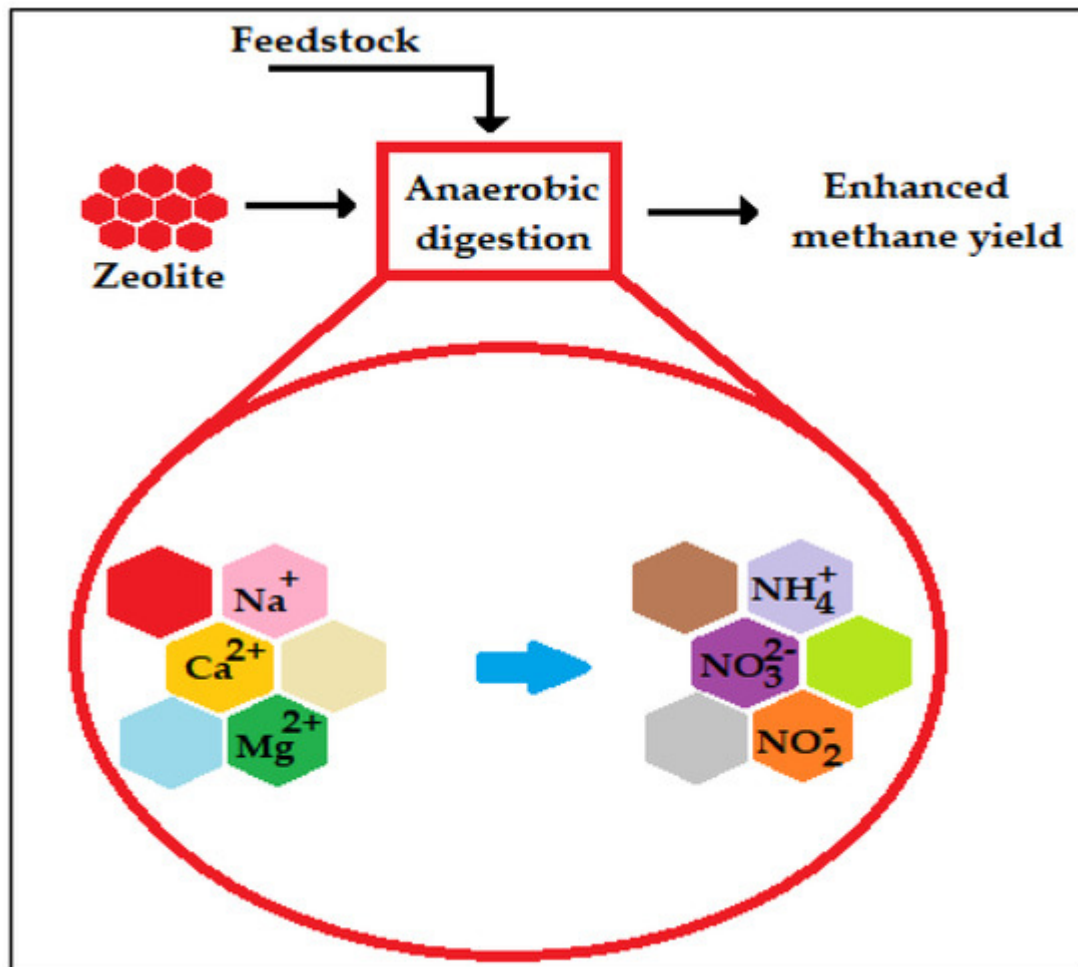 Feedstock
Zeolite
Anaerobic
digestion
Enhanced
methane yield
Na⁺
Ca²⁺
Mg²⁺
NH₄⁺
NO₃²⁻
NO₂⁻